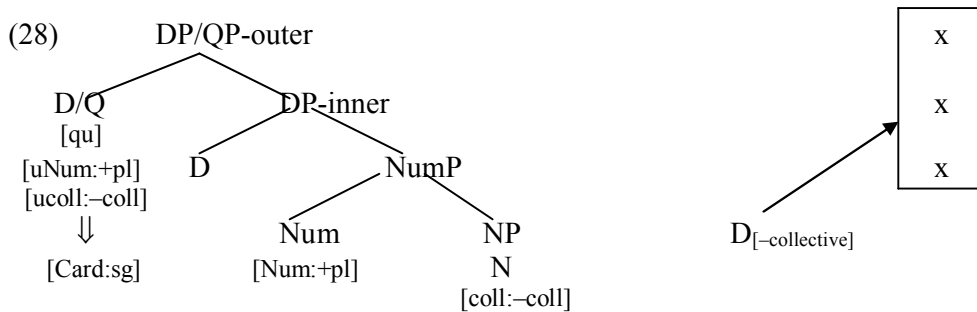 (28) DP/QP-outer x
D/Q DP-inner x
[qu]
[uNum:+pl] D NumP x
[ucoll:–coll]
⇓ Num NP D[–collective]
[Card:sg] [Num:+pl] N
[coll:–coll]